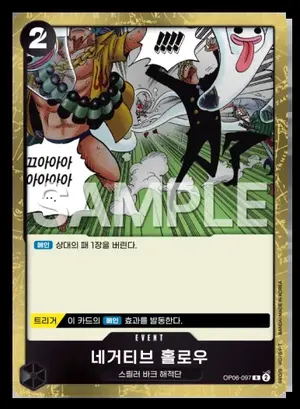 2
!!!!
끄아아아
아아아아
...
SAMPLE
메인 상대의 패 1장을 버린다.
트리거 이 카드의 메인 효과를 발동한다.
EVENT
네거티브 홀로우
스릴러 바크 해적단
OP06-097 R 2